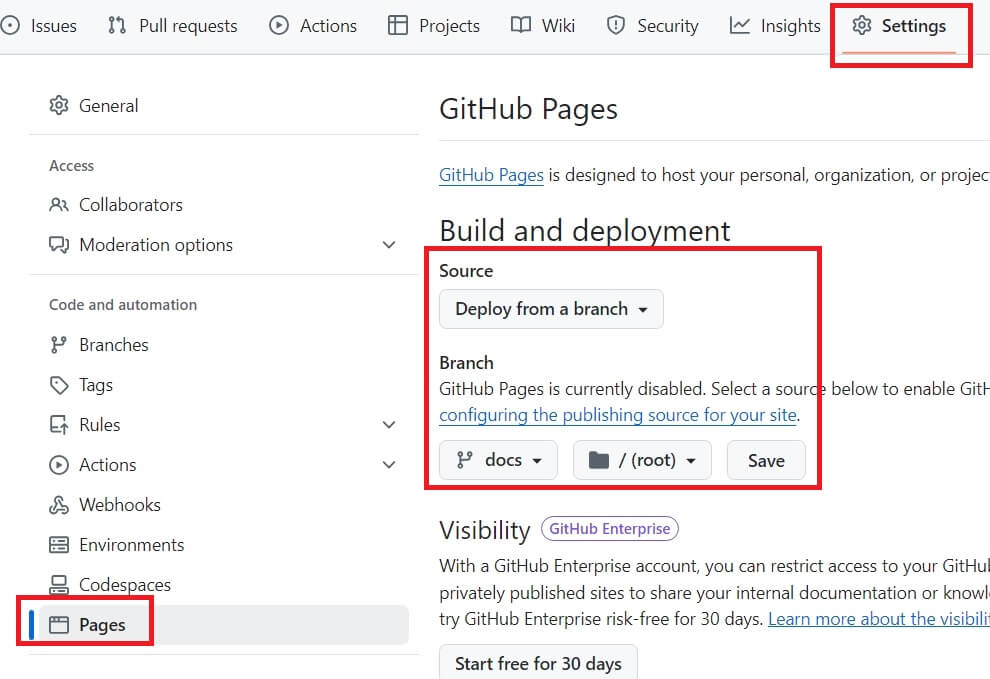 Issues
Pull requests
Actions
Projects
Wiki
Security
Insights
Settings
General
Access
Collaborators
Moderation options
Code and automation
Branches
Tags
Rules
Actions
Webhooks
Environments
Codespaces
Pages
GitHub Pages
GitHub Pages is designed to host your personal, organization, or projec
Build and deployment
Source
Deploy from a branch
Branch
GitHub Pages is currently disabled. Select a source below to enable GitH
configuring the publishing source for your site.
docs
/ (root)
Save
Visibility GitHub Enterprise
With a GitHub Enterprise account, you can restrict access to your GitHu
privately published sites to share your internal documentation or knowl
try GitHub Enterprise risk-free for 30 days. Learn more about the visibili
Start free for 30 days